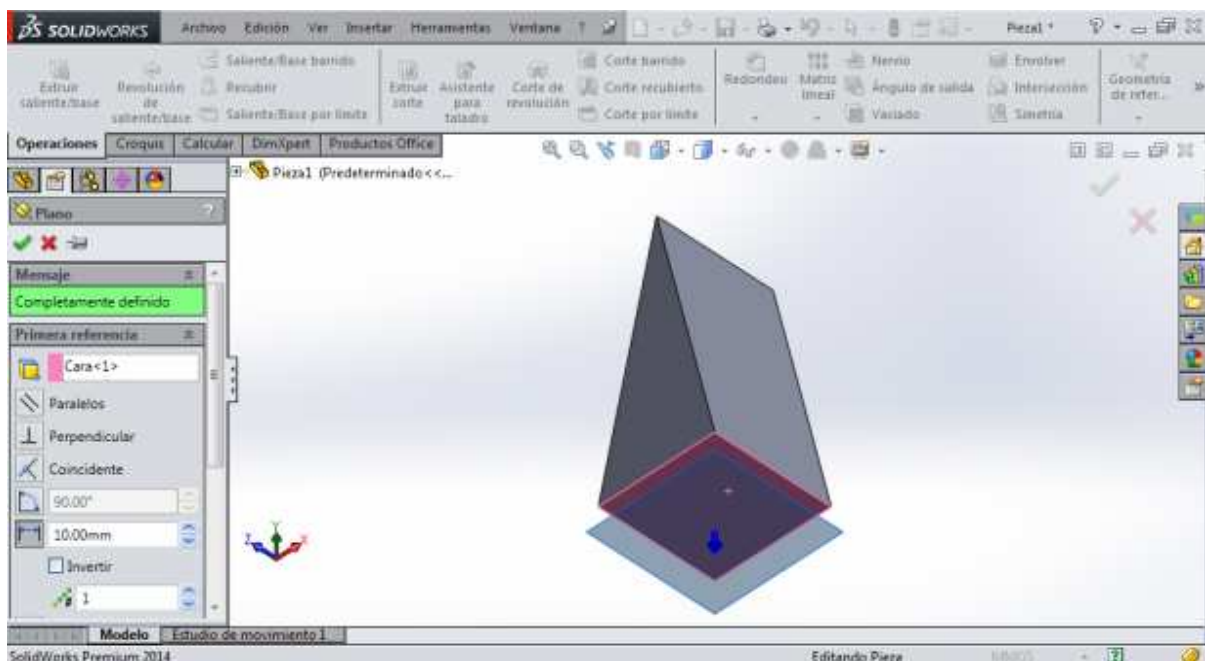 SOLIDWORKS Archivo Edición Ver Insertar Herramientas Ventana ? Pieza1 *
Extruir saliente/base
Revolución de saliente/base
Saliente/Base barrido
Recubrir
Saliente/Base por límite
Extruir corte
Asistente para taladro
Corte de revolución
Corte barrido
Corte recubierto
Corte por límite
Redondeo
Matriz lineal
Nervio
Ángulo de salida
Vaciado
Envolver
Intersección
Simetría
Geometría de refer...
Operaciones Croquis Calcular DimXpert Productos Office
Pieza1 (Predeterminado<<...
Plano ?
Mensaje
Completamente definido
Primera referencia
Cara<1>
Paralelos
Perpendicular
Coincidente
90.00°
10.00mm
Invertir
1
Y
Z
X
Modelo Estudio de movimiento 1
SolidWorks Premium 2014 Editando Pieza